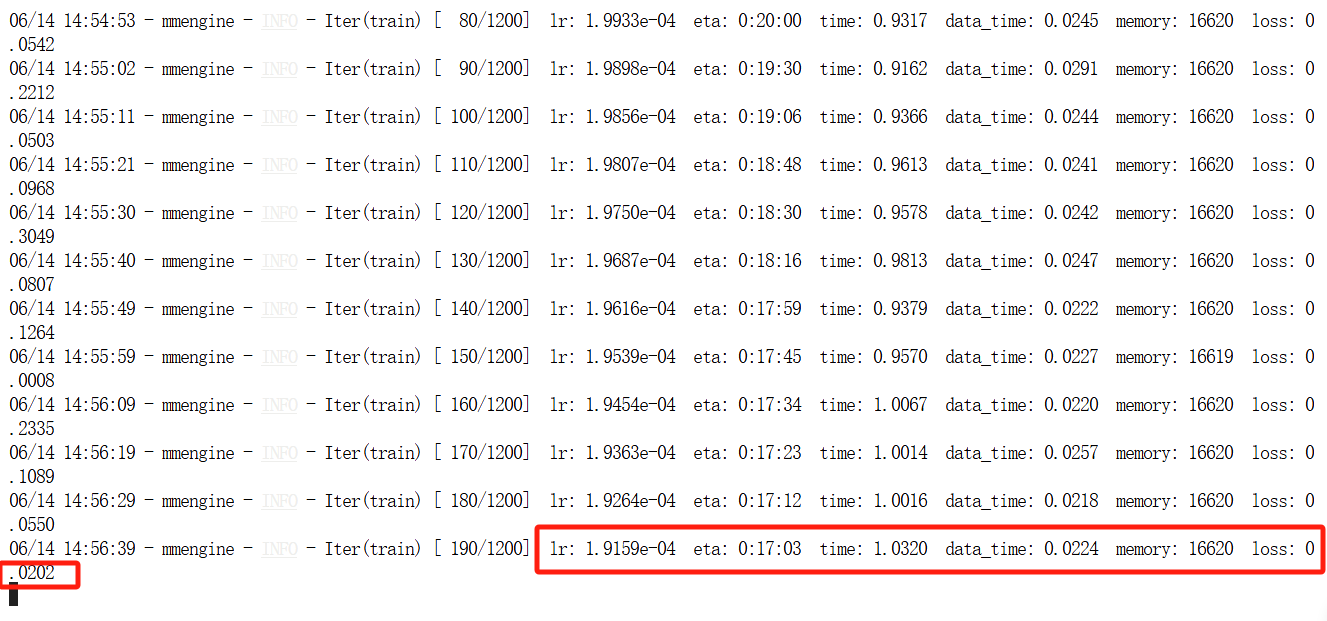 06/14 14:54:53 - mmengine - INFO - Iter(train) [  80/1200]  lr: 1.9933e-04  eta: 0:20:00  time: 0.9317  data_time: 0.0245  memory: 16620  loss: 0
.0542
06/14 14:55:02 - mmengine - INFO - Iter(train) [  90/1200]  lr: 1.9898e-04  eta: 0:19:30  time: 0.9162  data_time: 0.0291  memory: 16620  loss: 0
.2212
06/14 14:55:11 - mmengine - INFO - Iter(train) [ 100/1200]  lr: 1.9856e-04  eta: 0:19:06  time: 0.9366  data_time: 0.0244  memory: 16620  loss: 0
.0503
06/14 14:55:21 - mmengine - INFO - Iter(train) [ 110/1200]  lr: 1.9807e-04  eta: 0:18:48  time: 0.9613  data_time: 0.0241  memory: 16620  loss: 0
.0968
06/14 14:55:30 - mmengine - INFO - Iter(train) [ 120/1200]  lr: 1.9750e-04  eta: 0:18:30  time: 0.9578  data_time: 0.0242  memory: 16620  loss: 0
.3049
06/14 14:55:40 - mmengine - INFO - Iter(train) [ 130/1200]  lr: 1.9687e-04  eta: 0:18:16  time: 0.9813  data_time: 0.0247  memory: 16620  loss: 0
.0807
06/14 14:55:49 - mmengine - INFO - Iter(train) [ 140/1200]  lr: 1.9616e-04  eta: 0:17:59  time: 0.9379  data_time: 0.0222  memory: 16620  loss: 0
.1264
06/14 14:55:59 - mmengine - INFO - Iter(train) [ 150/1200]  lr: 1.9539e-04  eta: 0:17:45  time: 0.9570  data_time: 0.0227  memory: 16619  loss: 0
.0008
06/14 14:56:09 - mmengine - INFO - Iter(train) [ 160/1200]  lr: 1.9454e-04  eta: 0:17:34  time: 1.0067  data_time: 0.0220  memory: 16620  loss: 0
.2335
06/14 14:56:19 - mmengine - INFO - Iter(train) [ 170/1200]  lr: 1.9363e-04  eta: 0:17:23  time: 1.0014  data_time: 0.0257  memory: 16620  loss: 0
.1089
06/14 14:56:29 - mmengine - INFO - Iter(train) [ 180/1200]  lr: 1.9264e-04  eta: 0:17:12  time: 1.0016  data_time: 0.0218  memory: 16620  loss: 0
.0550
06/14 14:56:39 - mmengine - INFO - Iter(train) [ 190/1200]  lr: 1.9159e-04  eta: 0:17:03  time: 1.0320  data_time: 0.0224  memory: 16620  loss: 0
.0202